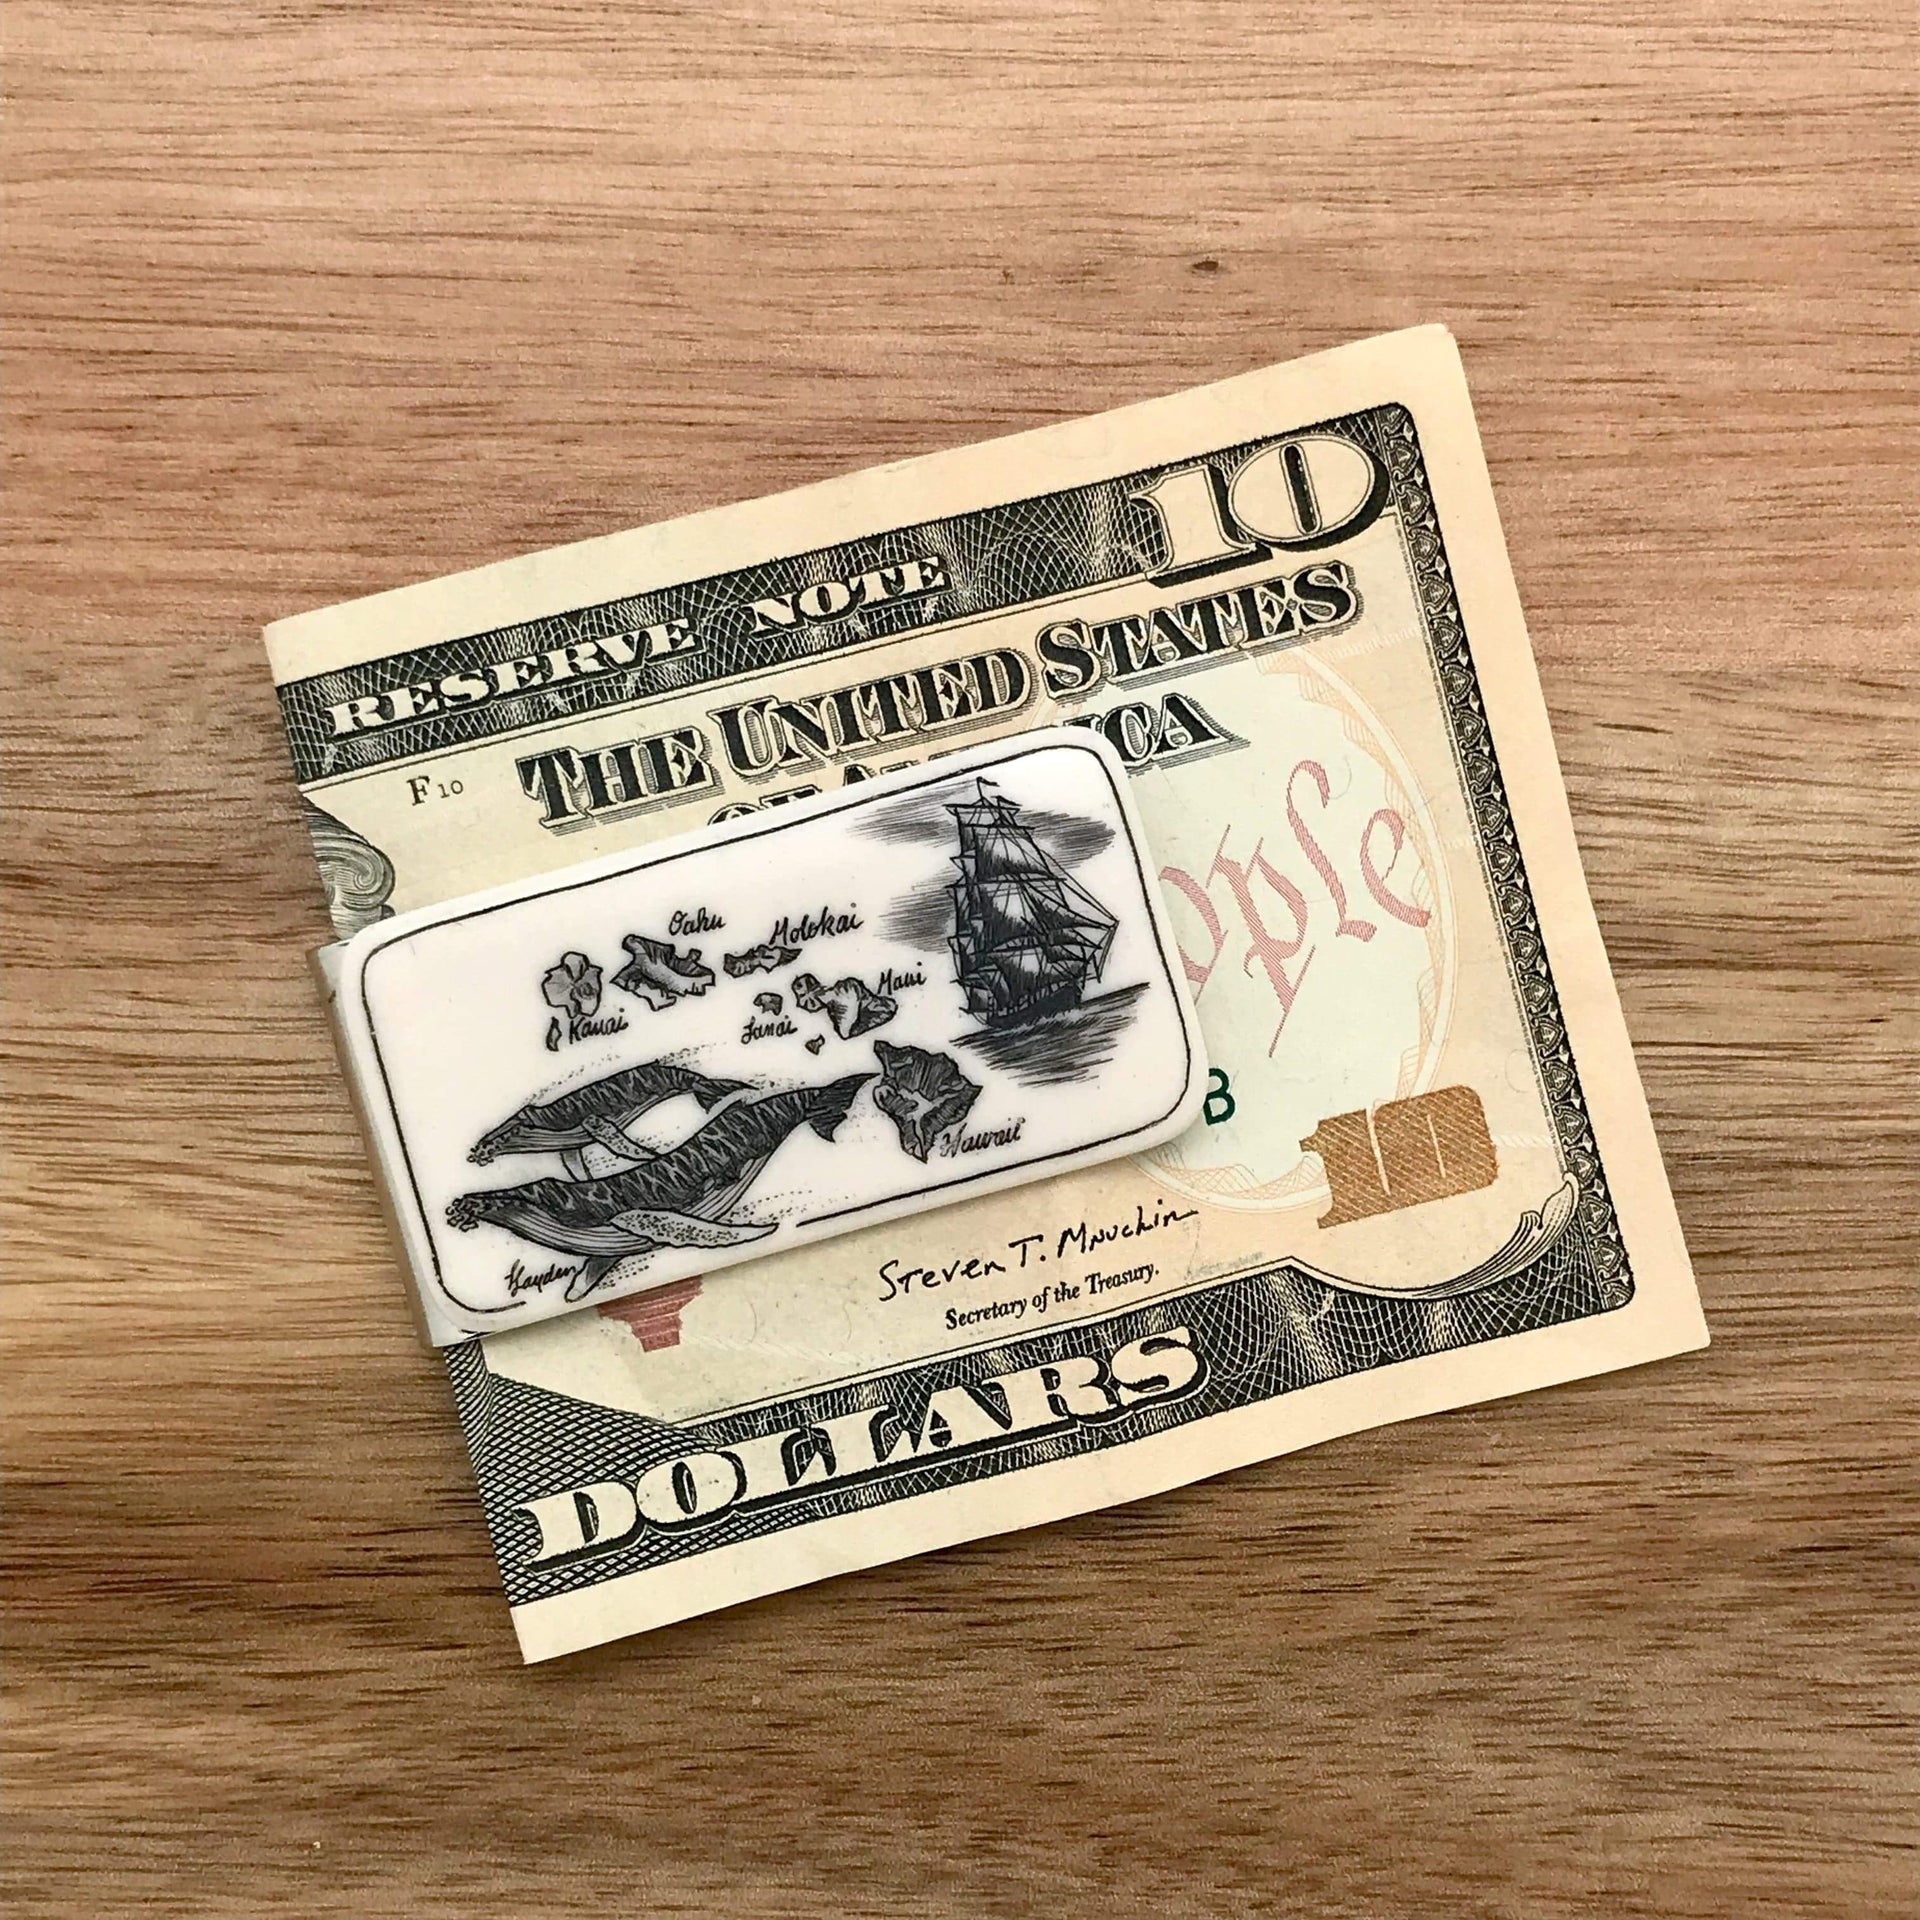 RESERVE NOTE
10
F10
THE UNITED STATES
Oahu
Molokai
Maui
Kauai
Lanai
Hawaii
Hayden
B
10
Steven T. Mnuchin
Secretary of the Treasury.
DOLLARS